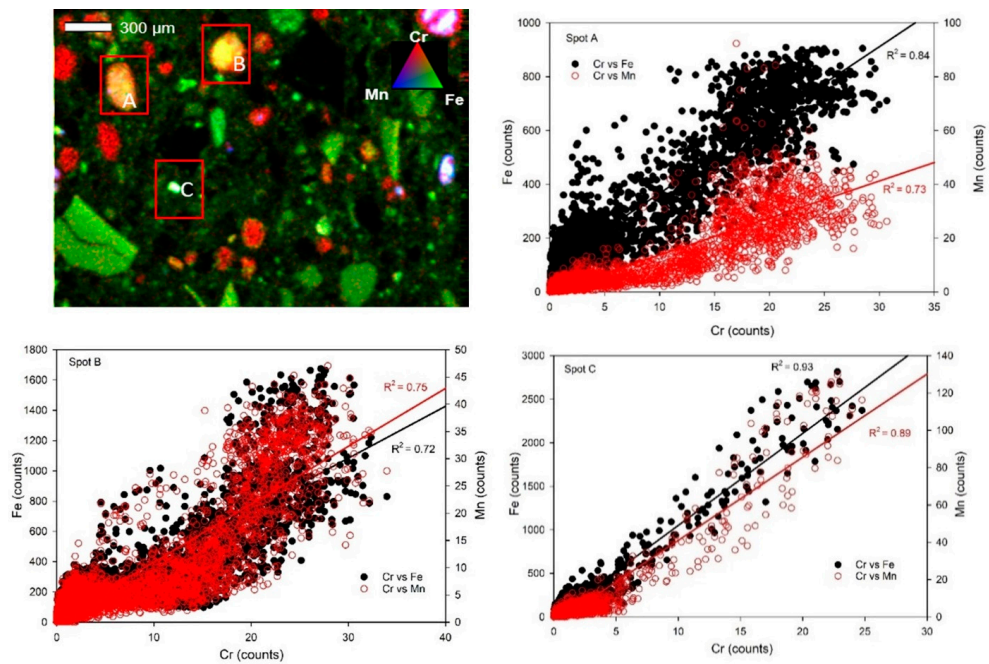 300 µm
Cr
Mn
Fe
A
B
C
Spot A
Cr vs Fe
Cr vs Mn
R² = 0.84
R² = 0.73
Fe (counts)
Mn (counts)
Cr (counts)
1000
800
600
400
200
0
100
80
60
40
20
0
0 5 10 15 20 25 30 35
Spot B
R² = 0.75
R² = 0.72
Cr vs Fe
Cr vs Mn
Fe (counts)
Mn (counts)
Cr (counts)
1800
1600
1400
1200
1000
800
600
400
200
0
50
45
40
35
30
25
20
15
10
5
0
0 10 20 30 40
Spot C
R² = 0.93
R² = 0.89
Cr vs Fe
Cr vs Mn
Fe (counts)
Mn (counts)
Cr (counts)
3000
2500
2000
1500
1000
500
0
140
120
100
80
60
40
20
0
0 5 10 15 20 25 30